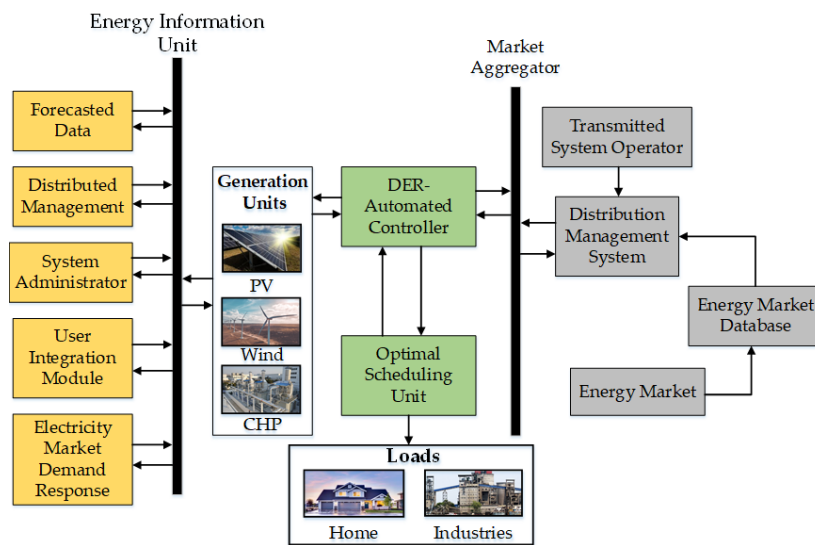 Energy Information
Unit
Market
Aggregator
Forecasted
Data
Distributed
Management
System
Administrator
User
Integration
Module
Electricity
Market
Demand
Response
Generation
Units
PV
Wind
CHP
DER-
Automated
Controller
Optimal
Scheduling
Unit
Loads
Home
Industries
Transmitted
System Operator
Distribution
Management
System
Energy Market
Database
Energy Market